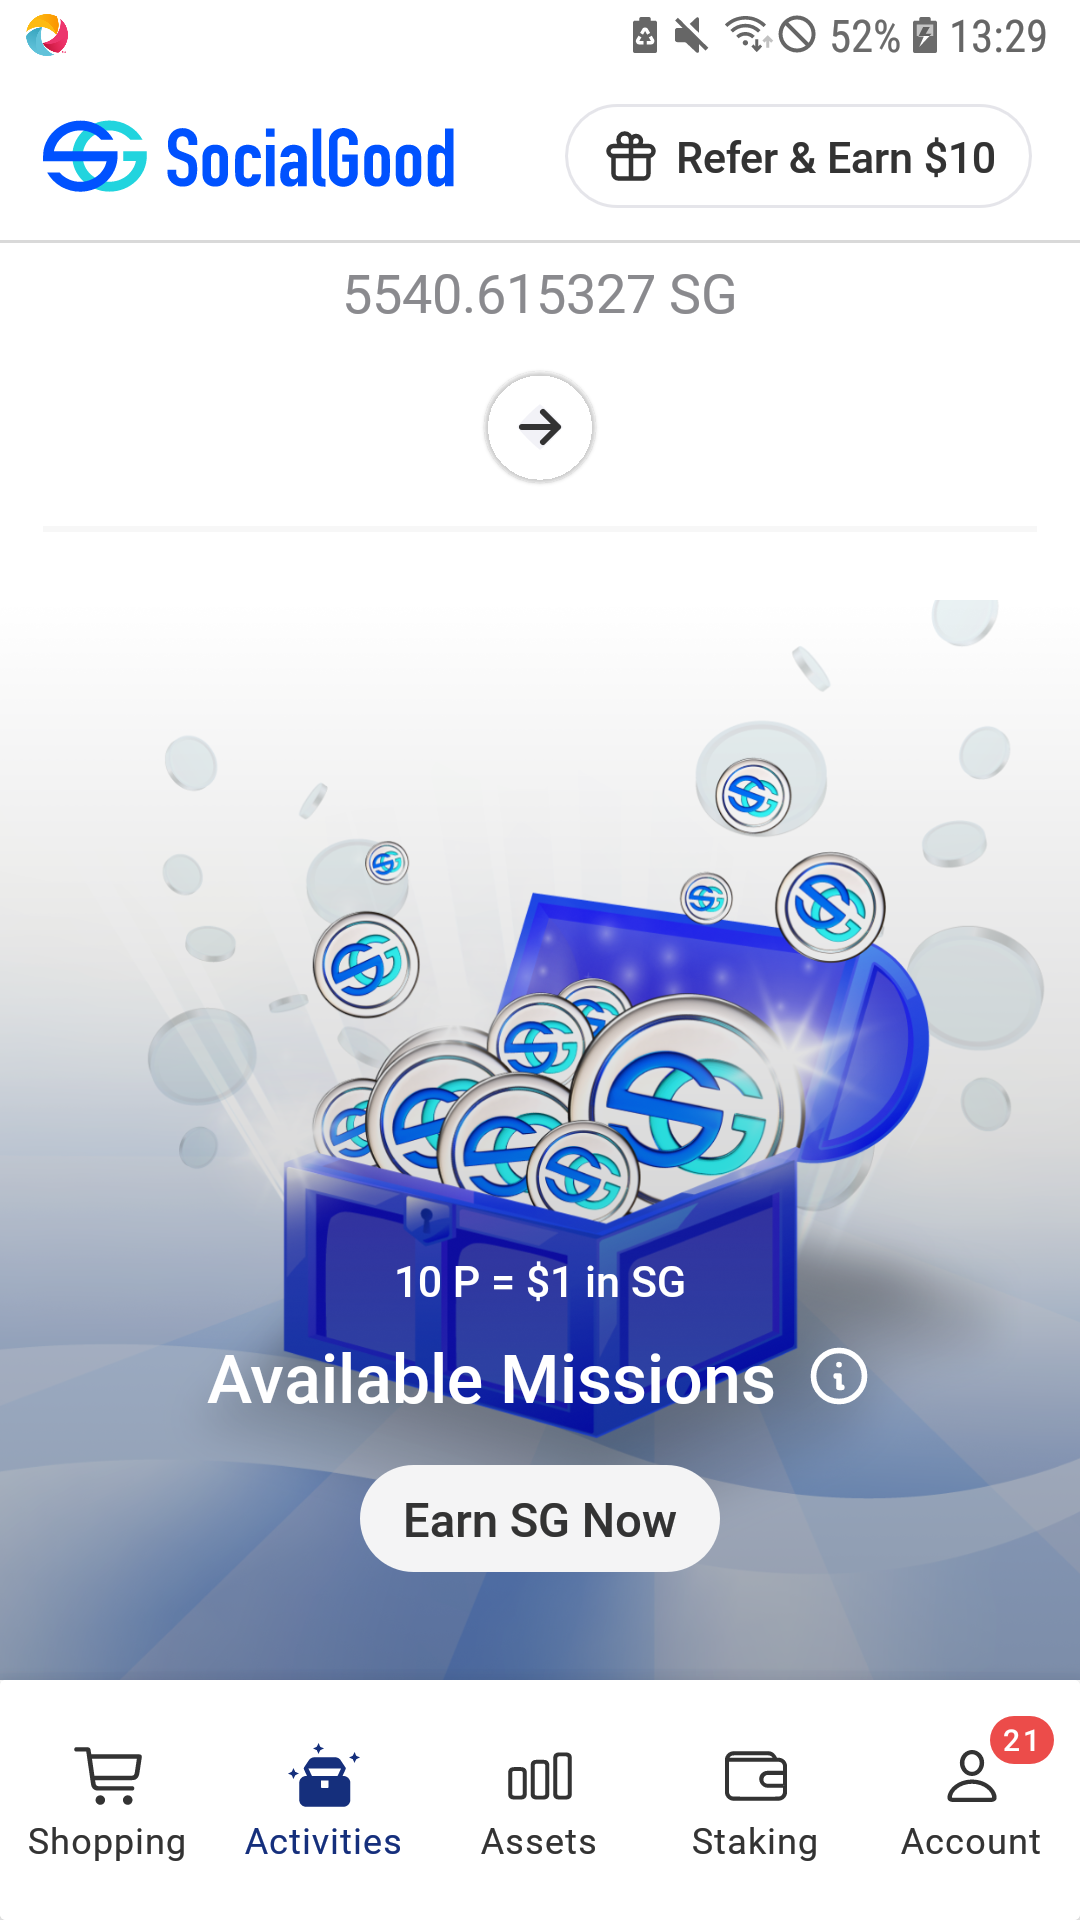 52% 13:29
SocialGood
Refer & Earn $10
5540.615327 SG
10 P = $1 in SG
Available Missions
Earn SG Now
21
Shopping
Activities
Assets
Staking
Account